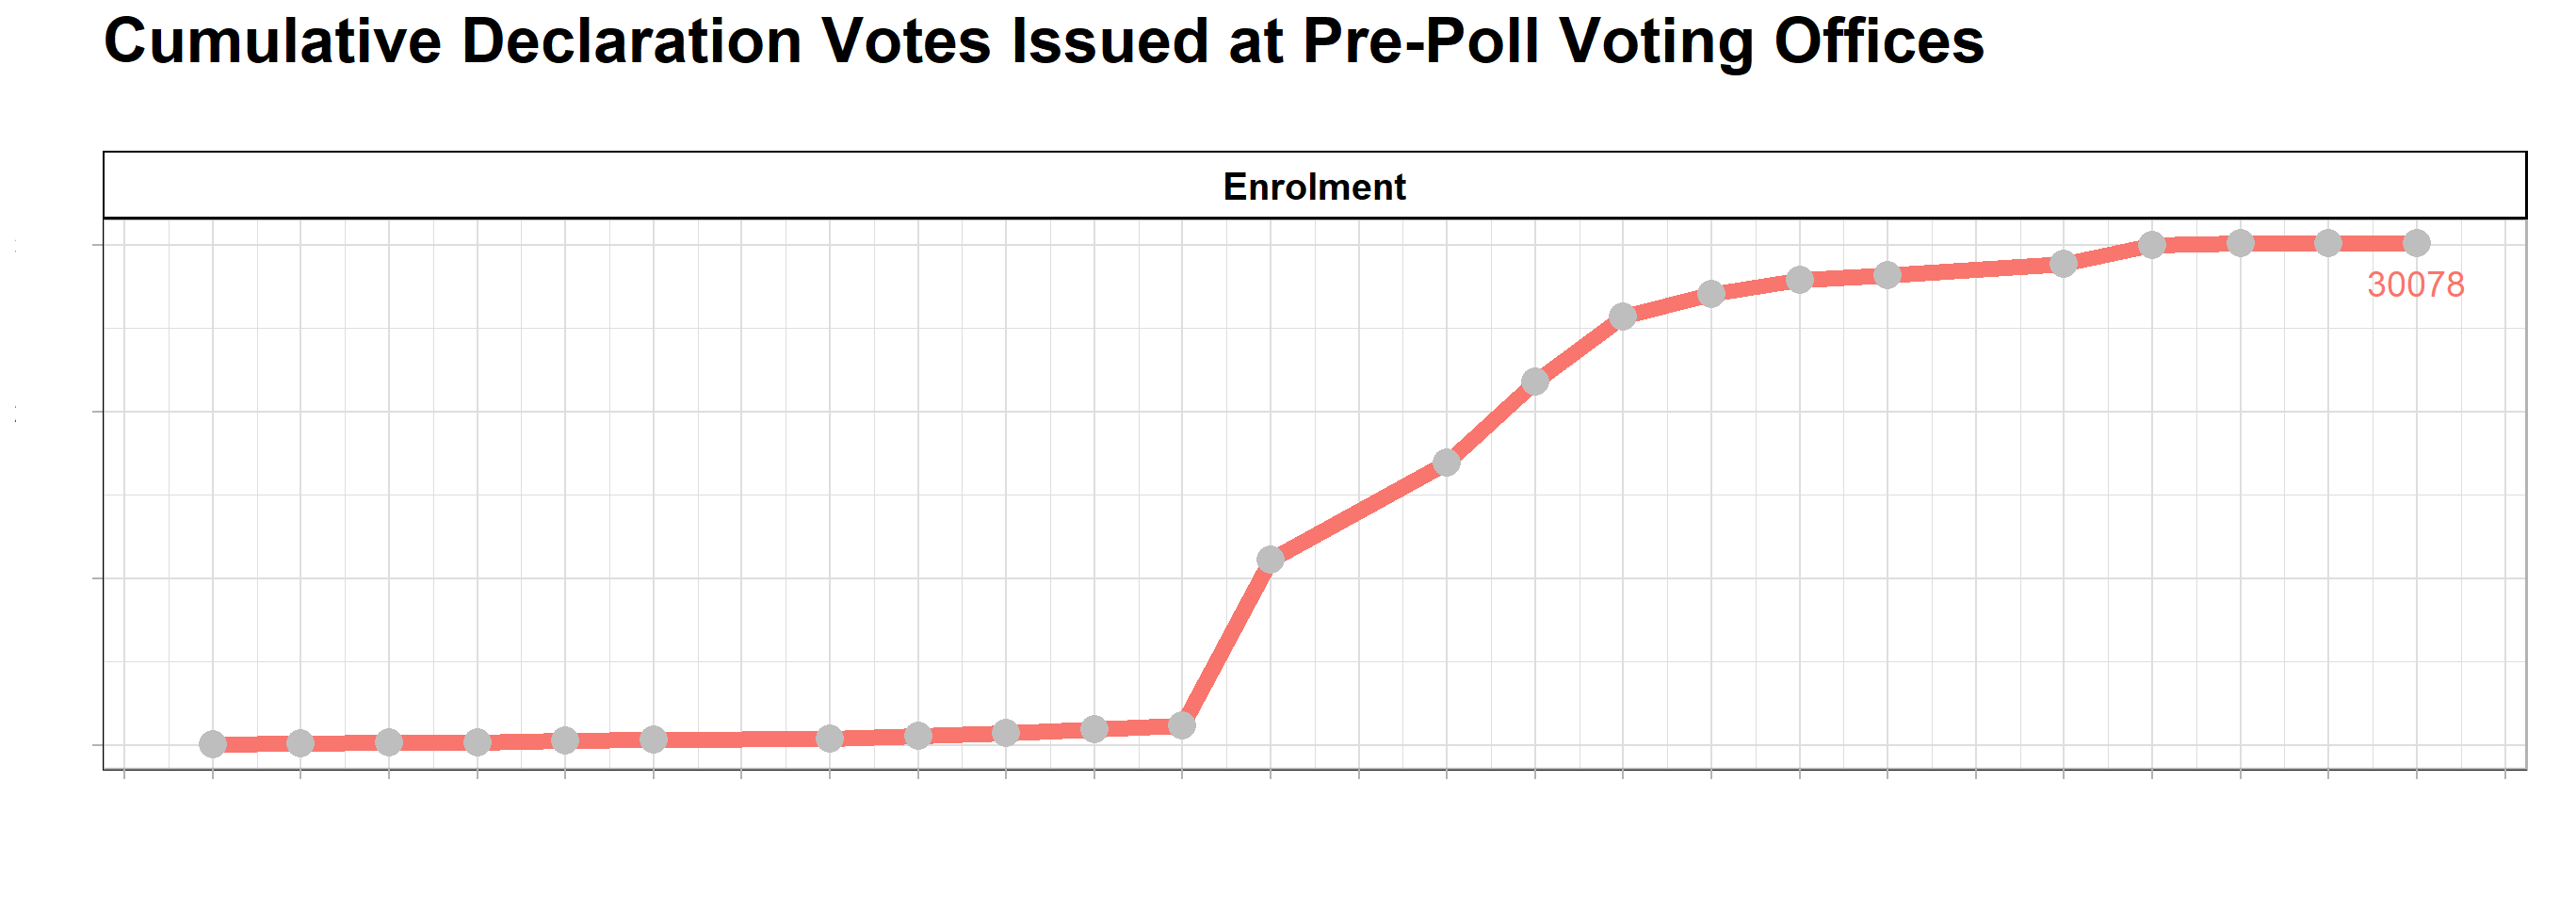 Cumulative Declaration Votes Issued at Pre-Poll Voting Offices
Enrolment
30078